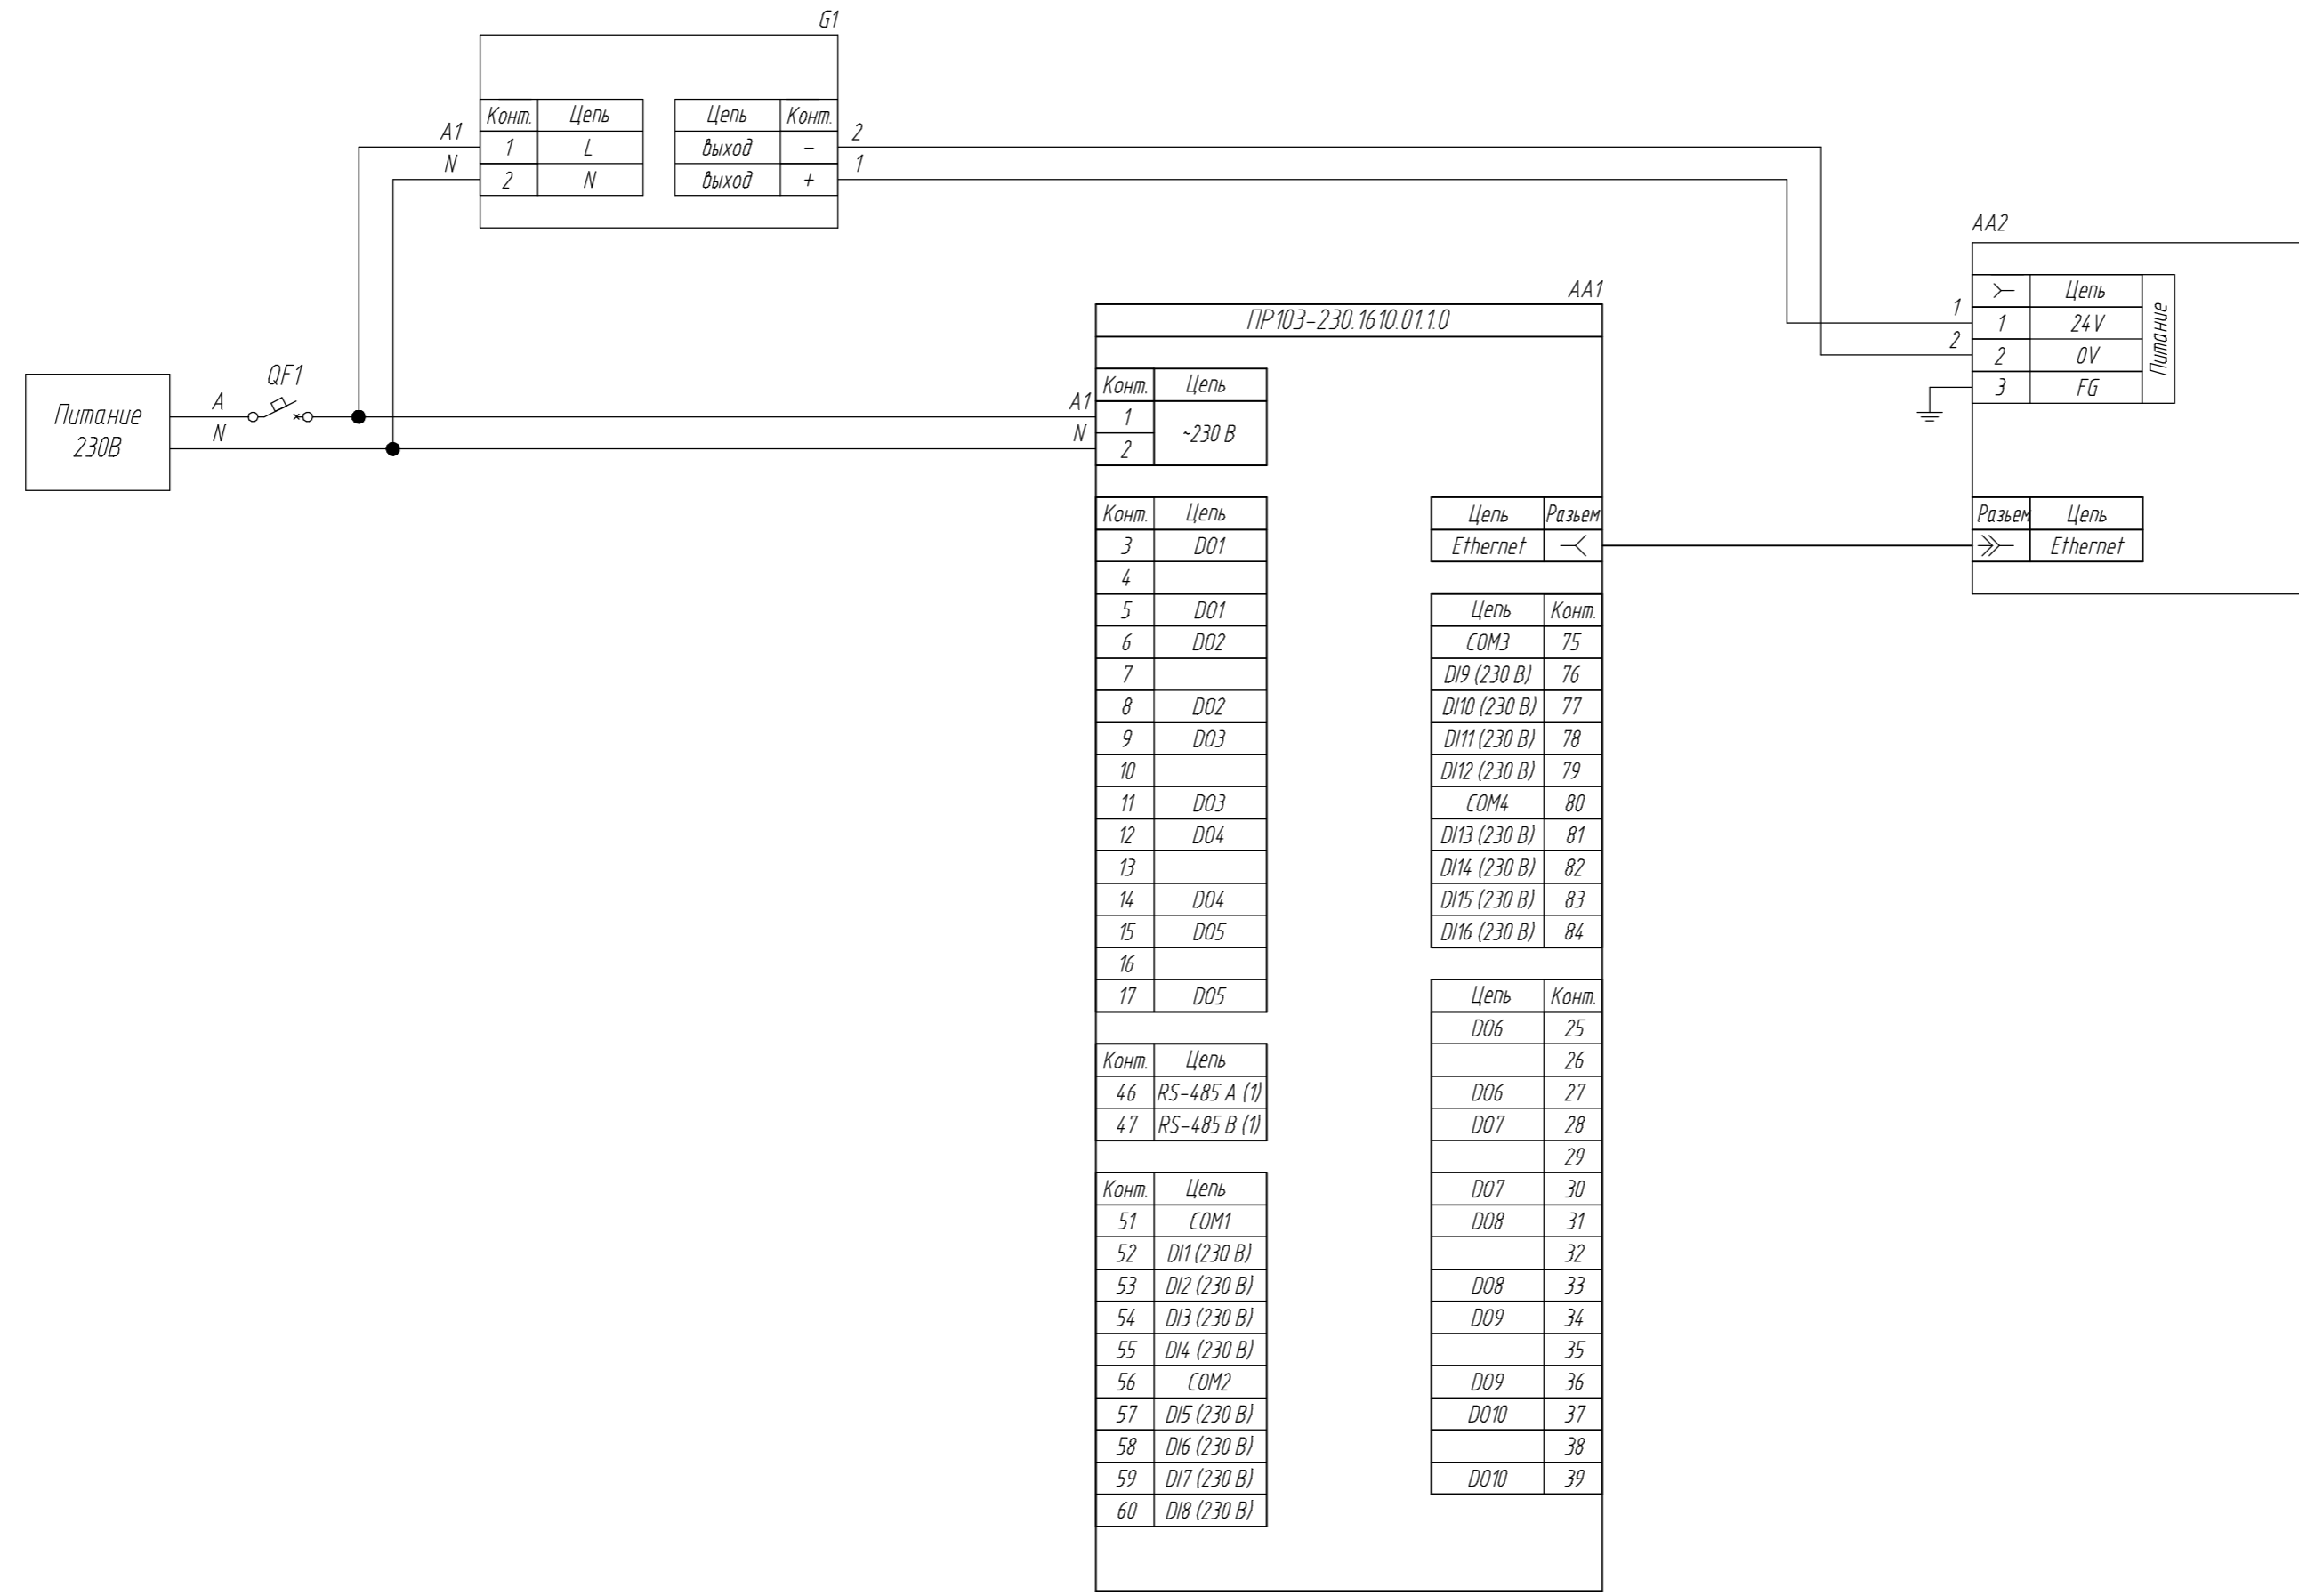 G1
Конт. Цепь Цепь Конт.
A1 1 L выход – 2
N 2 N выход + 1
AA2
Цепь
1 1 24V
2 2 0V
3 FG
Питание
AA1
ПР103-230.1610.01.1.0
Питание
230В
A QF1
N
Конт. Цепь
A1 1 ~230 В
N 2
Разъем Цепь
Ethernet
Цепь Разъем
Ethernet
Конт. Цепь
3 DO1
4
5 DO1
6 DO2
7
8 DO2
9 DO3
10
11 DO3
12 DO4
13
14 DO4
15 DO5
16
17 DO5
Конт. Цепь
46 RS-485 A (1)
47 RS-485 B (1)
Конт. Цепь
51 COM1
52 DI1 (230 В)
53 DI2 (230 В)
54 DI3 (230 В)
55 DI4 (230 В)
56 COM2
57 DI5 (230 В)
58 DI6 (230 В)
59 DI7 (230 В)
60 DI8 (230 В)
Цепь Конт.
COM3 75
DI9 (230 В) 76
DI10 (230 В) 77
DI11 (230 В) 78
DI12 (230 В) 79
COM4 80
DI13 (230 В) 81
DI14 (230 В) 82
DI15 (230 В) 83
DI16 (230 В) 84
Цепь Конт.
DO6 25
26
DO6 27
DO7 28
29
DO7 30
DO8 31
32
DO8 33
DO9 34
35
DO9 36
DO10 37
38
DO10 39